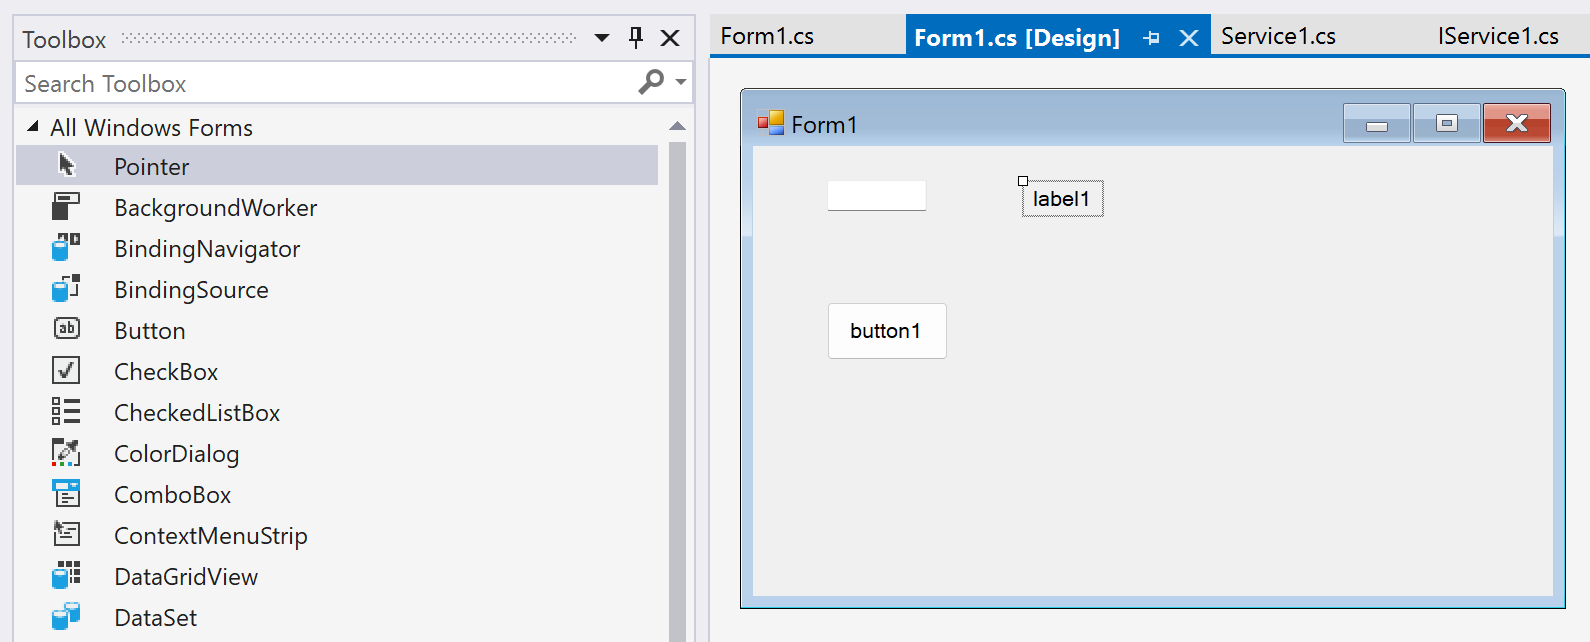 Toolbox
Search Toolbox
All Windows Forms
Pointer
BackgroundWorker
BindingNavigator
BindingSource
ab Button
CheckBox
CheckedListBox
ColorDialog
ComboBox
ContextMenuStrip
DataGridView
DataSet
Form1.cs Form1.cs [Design] Service1.cs IService1.cs
Form1
label1
button1